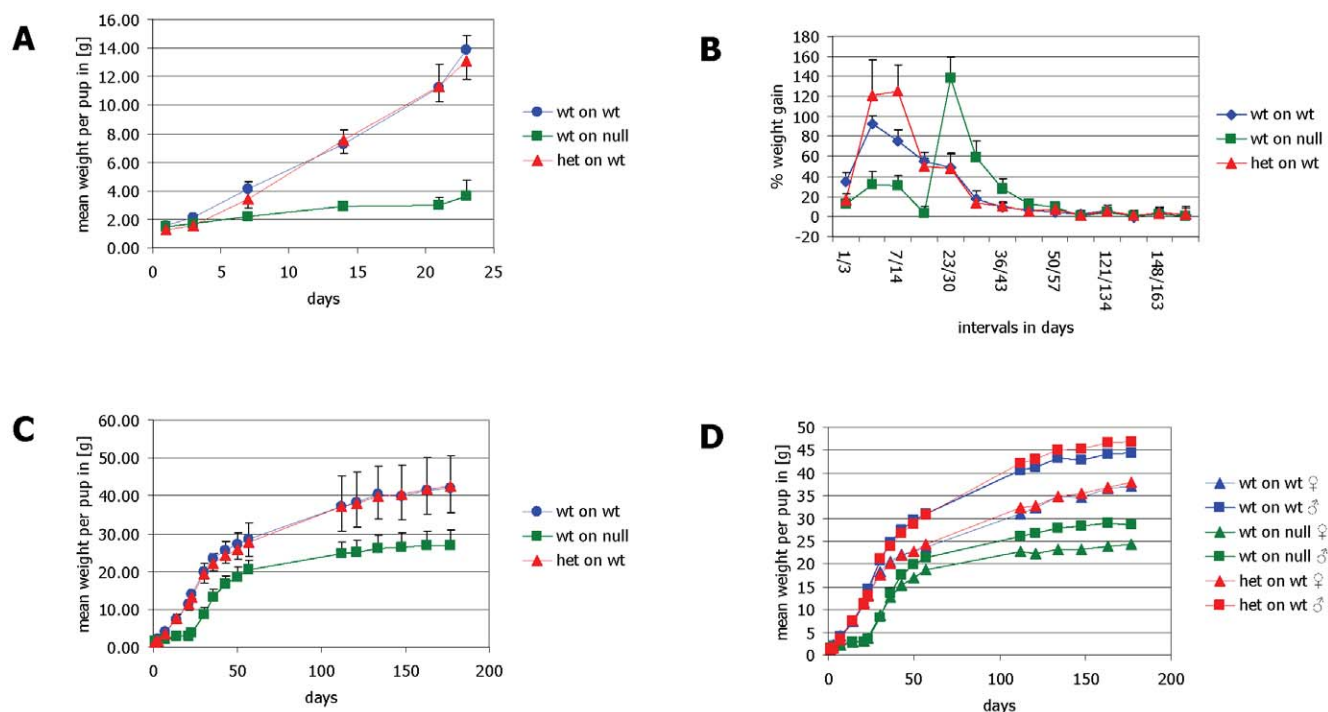 A
mean weight per pup in [g]
16.00
14.00
12.00
10.00
8.00
6.00
4.00
2.00
0.00
0 5 10 15 20 25
days
wt on wt
wt on null
het on wt
B
% weight gain
180
160
140
120
100
80
60
40
20
0
-20
1/3 7/14 23/30 36/43 50/57 121/134 148/163
intervals in days
wt on wt
wt on null
het on wt
C
mean weight per pup in [g]
60.00
50.00
40.00
30.00
20.00
10.00
0.00
0 50 100 150 200
days
wt on wt
wt on null
het on wt
D
mean weight per pup in [g]
50
45
40
35
30
25
20
15
10
5
0
0 50 100 150 200
days
wt on wt ♀
wt on wt ♂
wt on null ♀
wt on null ♂
het on wt ♀
het on wt ♂